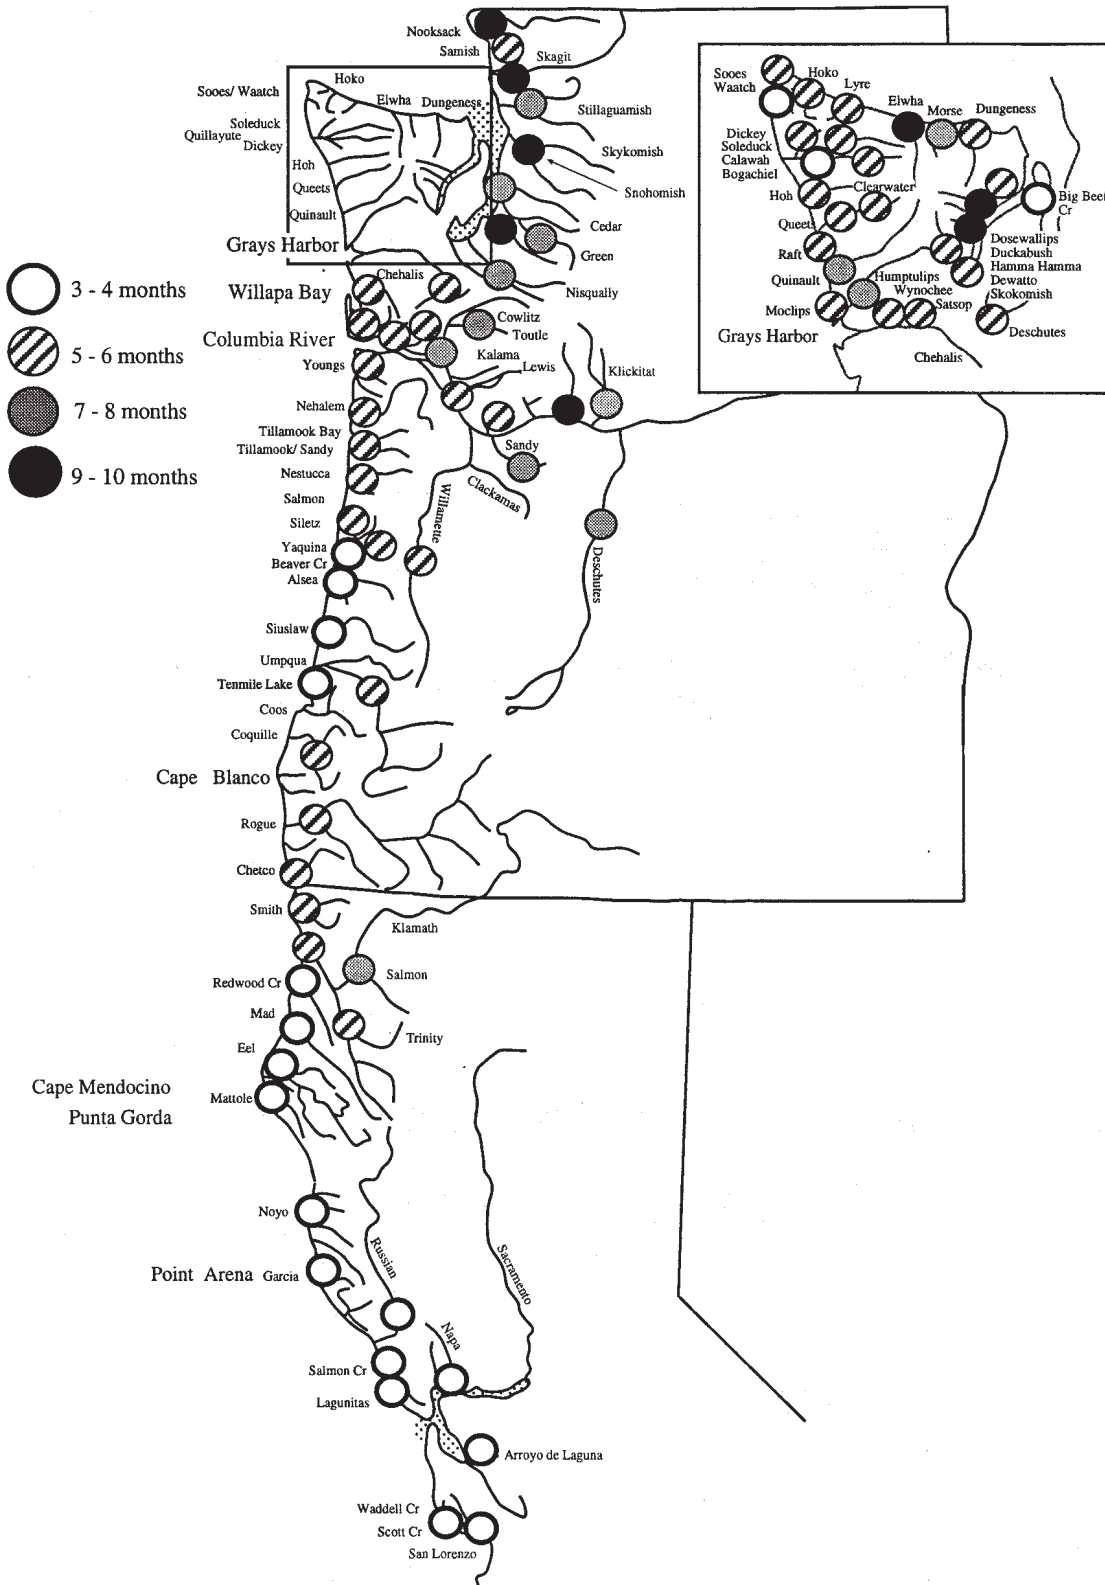 Nooksack
Samish
Skagit
Hoko
Sooes/ Waatch
Elwha
Dungeness
Stillaguamish
Soleduck
Quillayute
Dickey
Skykomish
Hoh
Queets
Snohomish
Quinault
Cedar
Grays Harbor
Green
Chehalis
Nisqually
3 - 4 months
Willapa Bay
Cowlitz
Toutle
Columbia River
5 - 6 months
Kalama
Youngs
Lewis
Klickitat
7 - 8 months
Nehalem
Tillamook Bay
Tillamook/ Sandy
Sandy
9 - 10 months
Nestucca
Clackamas
Salmon
Willamette
Siletz
Yaquina
Beaver Cr
Alsea
Deschutes
Siuslaw
Umpqua
Tenmile Lake
Coos
Coquille
Cape Blanco
Rogue
Chetco
Smith
Klamath
Redwood Cr
Salmon
Mad
Trinity
Eel
Cape Mendocino
Punta Gorda
Mattole
Noyo
Russian
Sacramento
Point Arena
Garcia
Napa
Salmon Cr
Lagunitas
Arroyo de Laguna
Waddell Cr
Scott Cr
San Lorenzo
Sooes
Waatch
Hoko
Lyre
Elwha
Morse
Dungeness
Dickey
Soleduck
Calawah
Bogachiel
Hoh
Clearwater
Big Beef
Cr
Queets
Raft
Dosewallips
Duckabush
Hamma Hamma
Dewatto
Skokomish
Quinault
Humptulips
Wynochee
Satsop
Moclips
Deschutes
Grays Harbor
Chehalis